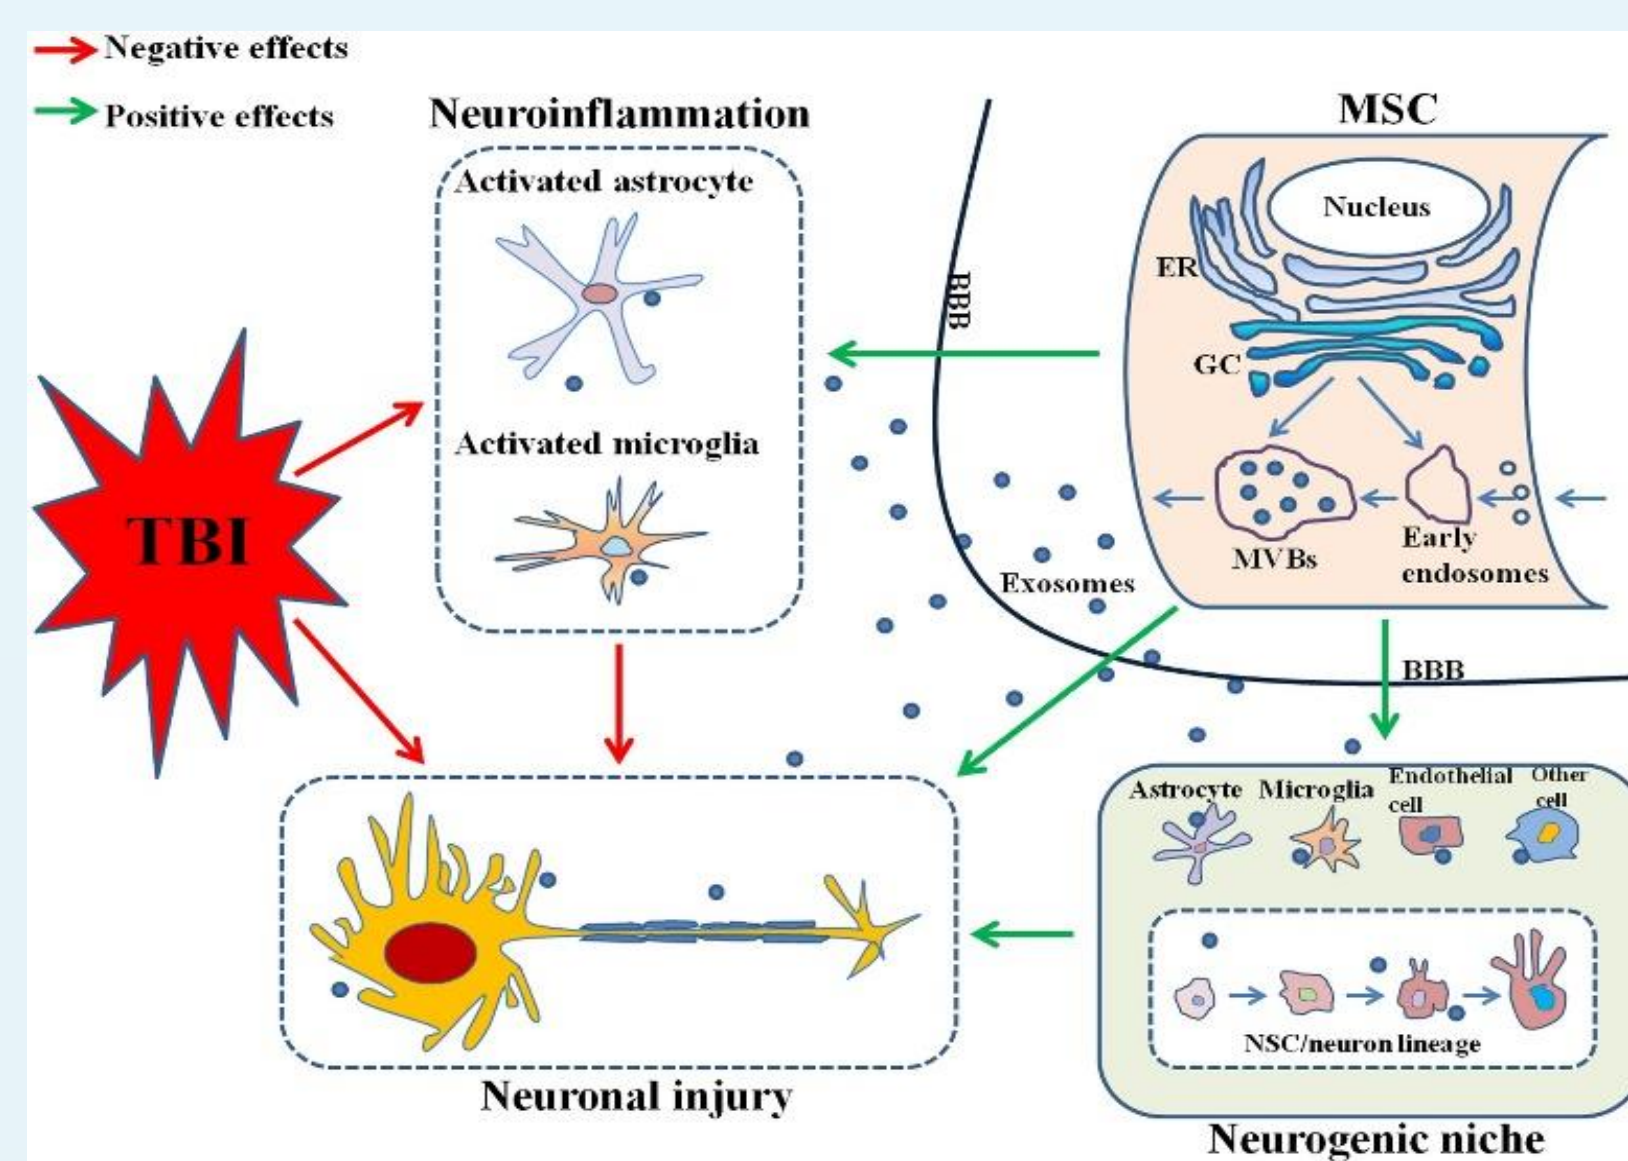 Negative effects
Positive effects
Neuroinflammation
MSC
Activated astrocyte
Nucleus
ER
BBB
GC
Activated microglia
TBI
Early
endosomes
MVBs
Exosomes
BBB
Endothelial
cell
Other
cell
Astrocyte
Microglia
NSC/neuron lineage
Neuronal injury
Neurogenic niche